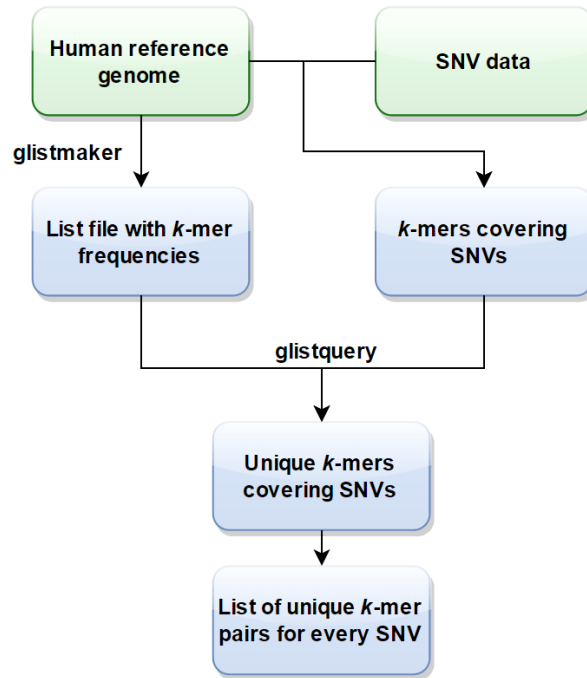 Human reference
genome
SNV data
glistmaker
List file with k-mer
frequencies
k-mers covering
SNVs
glistquery
Unique k-mers
covering SNVs
List of unique k-mer
pairs for every SNV